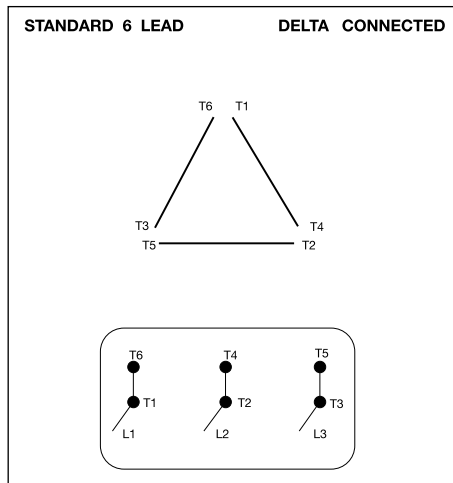 STANDARD 6 LEAD DELTA CONNECTED
T6 T1
T3 T4
T5 T2
T6 T4 T5
T1 T2 T3
L1 L2 L3